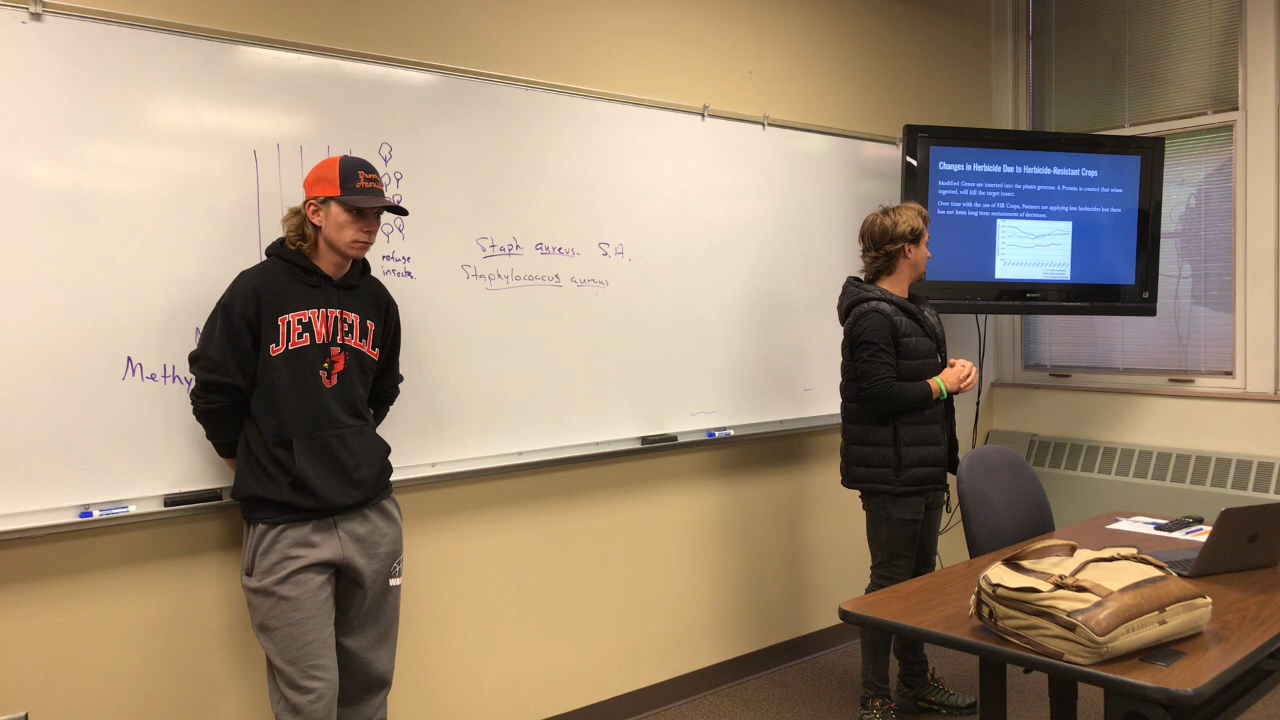 refuge
insects.
Staph. aureus. S.A.
Staphylococcus aureus
Methy
JEWELL
J
Changes in Herbicide Due to Herbicide-Resistant Crops
Modified Genes are inserted into the plants genome. A Protein is created that when
ingested, will kill the target insect.
Over time with the use of HR Crops, Farmers are applying less herbicides but there
has not been long term sustainment of decreases.
SONY